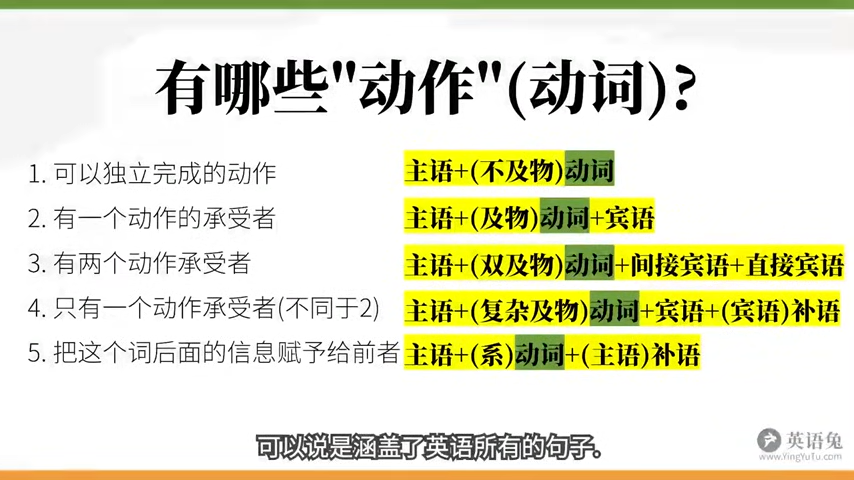 有哪些"动作"(动词)?
1. 可以独立完成的动作 主语+(不及物)动词
2. 有一个动作的承受者 主语+(及物)动词+宾语
3. 有两个动作承受者 主语+(双及物)动词+间接宾语+直接宾语
4. 只有一个动作承受者(不同于2) 主语+(复杂及物)动词+宾语+(宾语)补语
5. 把这个词后面的信息赋予给前者 主语+(系)动词+(主语)补语
可以说是涵盖了英语所有的句子.
英语兔
www.YingYuTu.com